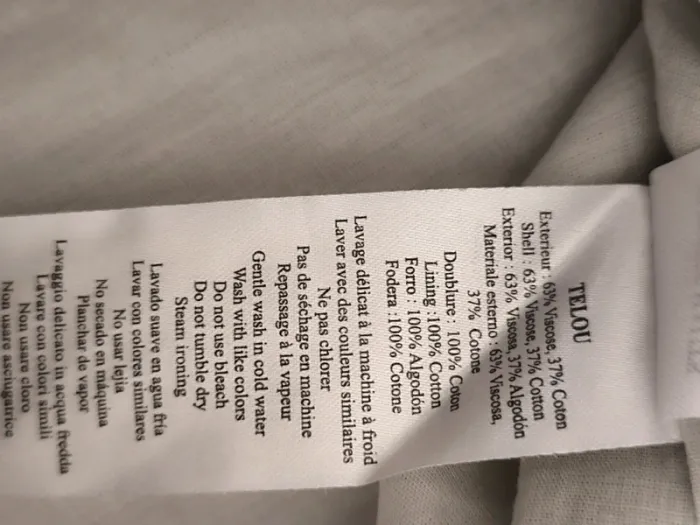 TELOU
Exterieur : 63% Viscose, 37% Coton
Shell : 63% Viscose, 37% Cotton
Exterior : 63% Viscosa, 37% Algodón
Materiale esterno : 63% Viscosa,
37% Cotone
Doublure : 100% Coton
Lining :100% Cotton
Forro : 100% Algodón
Fodera :100% Cotone
Lavage délicat à la machine à froid
Laver avec des couleurs similaires
Ne pas chlorer
Pas de séchage en machine
Repassage à la vapeur
Gentle wash in cold water
Wash with like colors
Do not use bleach
Do not tumble dry
Steam ironing
Lavado suave en agua fría
Lavar con colores similares
No usar lejia
No secado en máquina
Planchar de vapor
Lavaggio delicato in acqua fredda
Lavare con colori simili
Non usare cloro
Non usare asciugatrice